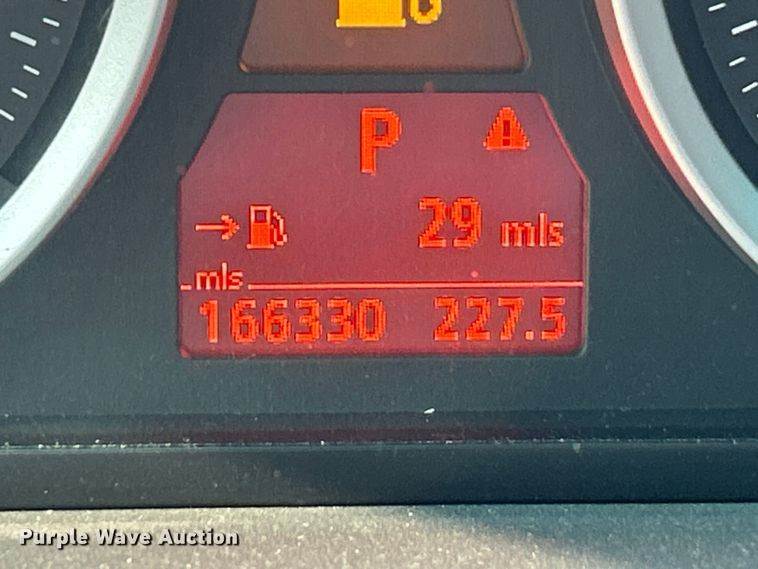 P
29 mls
mls
166330 227.5
Purple Wave Auction